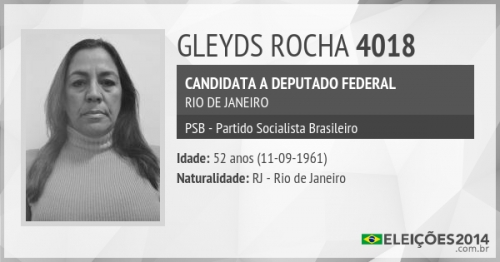 GLEYDS ROCHA 4018
CANDIDATA A DEPUTADO FEDERAL
RIO DE JANEIRO
PSB - Partido Socialista Brasileiro
Idade: 52 anos (11-09-1961)
Naturalidade: RJ - Rio de Janeiro
ELEIÇÕES2014
.com.br